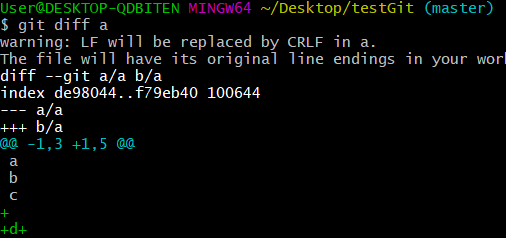 User@DESKTOP-QDBITEN MINGW64 ~/Desktop/testGit (master)
$ git diff a
warning: LF will be replaced by CRLF in a.
The file will have its original line endings in your wor
diff --git a/a b/a
index de98044..f79eb40 100644
--- a/a
+++ b/a
@@ -1,3 +1,5 @@
 a
 b
 c
+
+d+